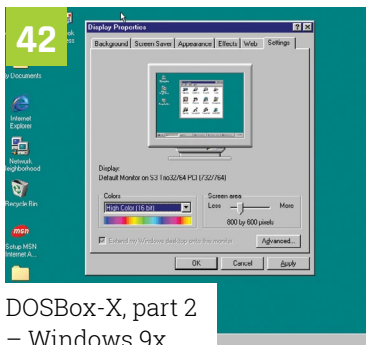 42
Display Properties
Background Screen Saver Appearance Effects Web Settings
y Documents
Internet
Explorer
Network
eighborhood
Recycle Bin
msn
Setup MSN
Internet A...
Display:
Default Monitor on S3 Trio32/64 PCI (732/764)
Colors
High Color (16 bit)
Screen area
Less
More
800 by 600 pixels
Extend my Windows desktop onto this monitor.
Advanced...
OK Cancel Apply
DOSBox-X, part 2
– Windows 9x